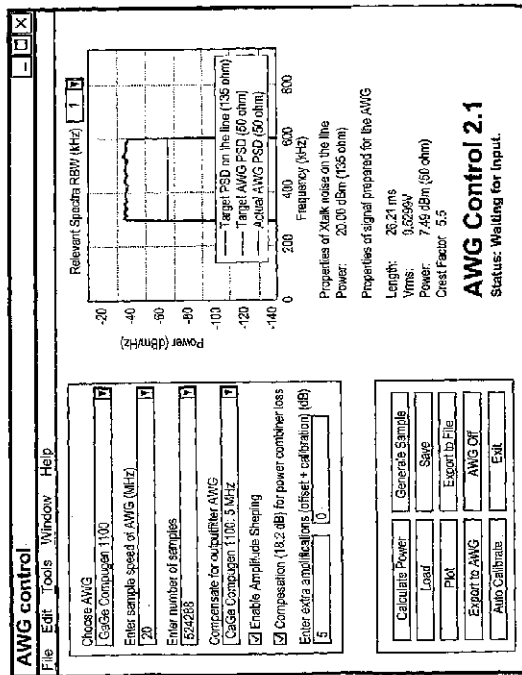 AWG control
File Edit Tools Window Help
Choose AWG
GaGe Compugen 1100
Enter sample speed of AWG (MHz)
20
Enter number of samples
524288
Compensate for outputfilter AWG
CaGe Compugen 1100: 5 MHz
Enable Amplitude Sheping
Compesation (18.2 dB) for power combiner loss
Enter extra amplifications (offset + calibration) (dB)
5
0
Calculate Power
Generate Sample
Load
Save
Plot
Export to File
Export to AWG
AWG Off
Auto Calibrate
Exit
Relevant Spectra RBW (kHz)
1
Power (dBm/Hz)
-20
-40
-60
-80
-100
-120
-140
Target PSD on the line (135 ohm)
Target AWG PSD (50 ohm)
Actual AWG PSD (50 ohm)
0
200
400
600
800
Frequency (kHz)
Properties of Xtalk noise on the line
Power: 20.06 dBm (135 ohm)
Properties of signal prepared for the AWG
Length: 26.21 ms
Vrms: 0.5299V
Power: 7.49 dBm (50 ohm)
Crest Factor 5.5
AWG Control 2.1
Status: Waiting for Input.